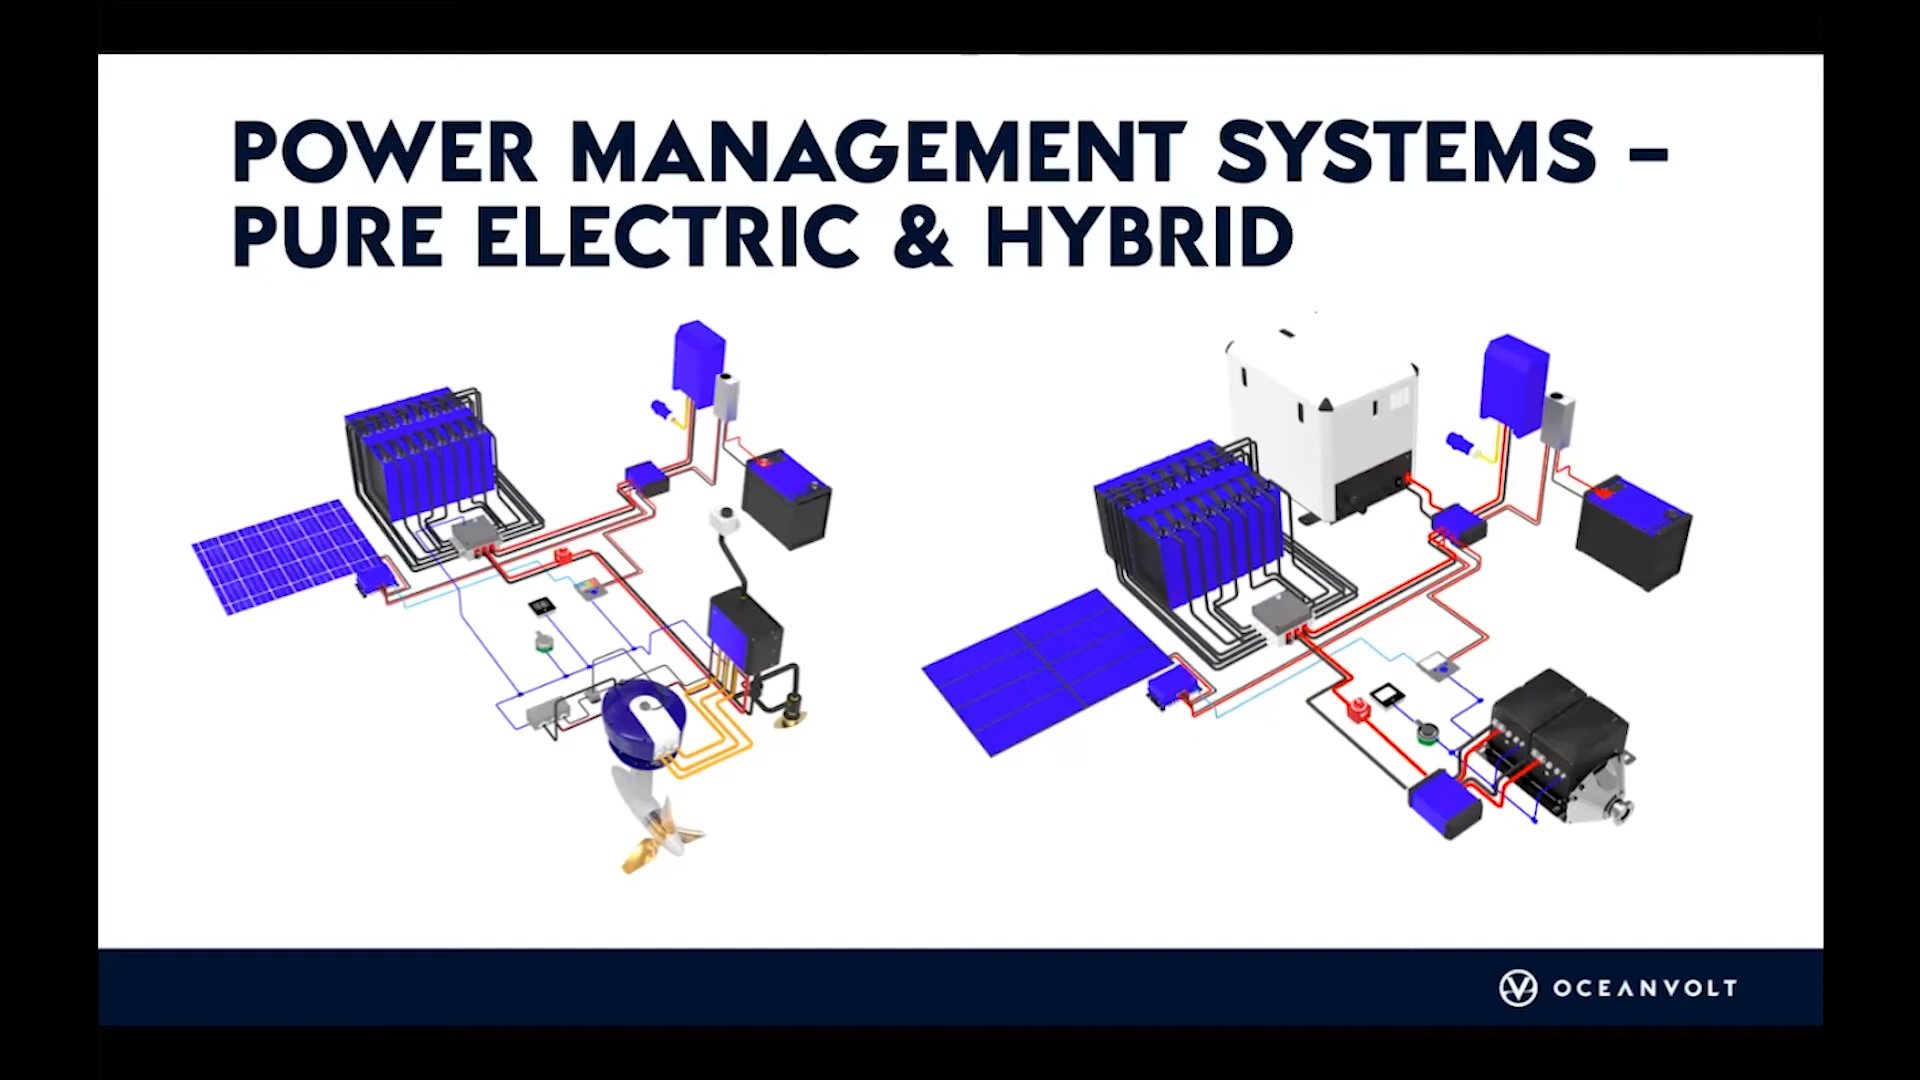 POWER MANAGEMENT SYSTEMS –
PURE ELECTRIC & HYBRID
OCEANVOLT